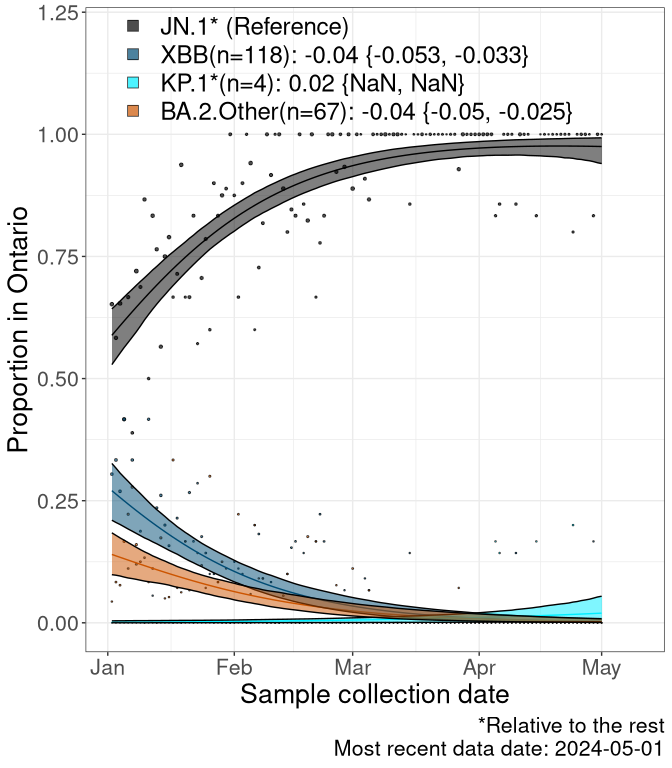 JN.1* (Reference)
XBB(n=118): -0.04 {-0.053, -0.033}
KP.1*(n=4): 0.02 {NaN, NaN}
BA.2.Other(n=67): -0.04 {-0.05, -0.025}
1.25
1.00
0.75
0.50
0.25
0.00
Proportion in Ontario
Jan Feb Mar Apr May
Sample collection date
*Relative to the rest
Most recent data date: 2024-05-01